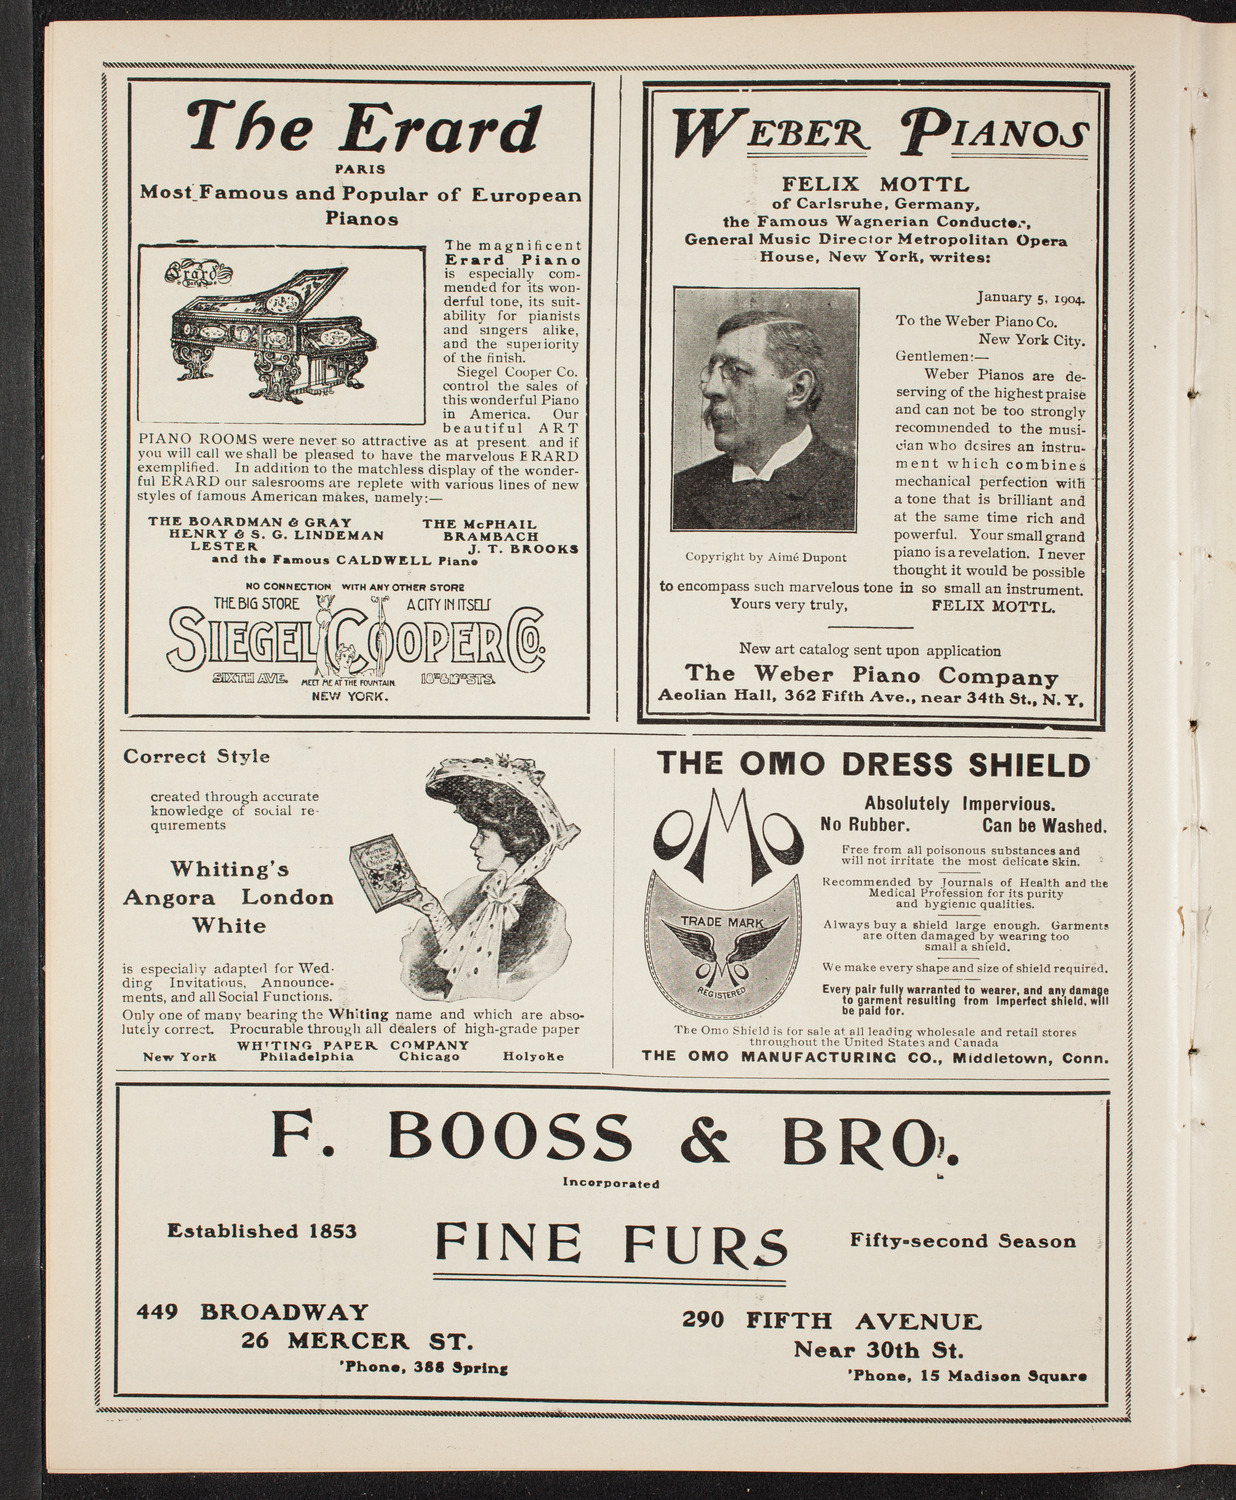 The Erard
PARIS
Most Famous and Popular of European
Pianos
Erard
The magnificent
Erard Piano
is especially com-
mended for its won-
derful tone, its suit-
ability for pianists
and singers alike,
and the superiority
of the finish.
Siegel Cooper Co.
control the sales of
this wonderful Piano
in America. Our
beautiful ART
PIANO ROOMS were never so attractive as at present and if
you will call we shall be pleased to have the marvelous ERARD
exemplified. In addition to the matchless display of the wonder-
ful ERARD our salesrooms are replete with various lines of new
styles of famous American makes, namely:—
THE BOARDMAN & GRAY THE McPHAIL
HENRY & S. G. LINDEMAN BRAMBACH
LESTER J. T. BROOKS
and the Famous CALDWELL Piano
NO CONNECTION WITH ANY OTHER STORE
THE BIG STORE A CITY IN ITSELF
SIEGEL COOPER CO.
SIXTH AVE. MEET ME AT THE FOUNTAIN 18TH & 19TH STS.
NEW YORK.
WEBER PIANOS
FELIX MOTTL
of Carlsruhe, Germany,
the Famous Wagnerian Conductor,
General Music Director Metropolitan Opera
House, New York, writes:
January 5, 1904.
To the Weber Piano Co.
New York City.
Gentlemen:—
Weber Pianos are de-
serving of the highest praise
and can not be too strongly
recommended to the musi-
cian who desires an instru-
ment which combines
mechanical perfection with
a tone that is brilliant and
at the same time rich and
powerful. Your small grand
piano is a revelation. I never
thought it would be possible
to encompass such marvelous tone in so small an instrument.
Yours very truly, FELIX MOTTL.
Copyright by Aimé Dupont
New art catalog sent upon application
The Weber Piano Company
Aeolian Hall, 362 Fifth Ave., near 34th St., N. Y.
Correct Style
created through accurate
knowledge of social re-
quirements
Whiting's
Angora London
White
is especially adapted for Wed-
ding Invitations, Announce-
ments, and all Social Functions.
Only one of many bearing the Whiting name and which are abso-
lutely correct. Procurable through all dealers of high-grade paper
WHITING PAPER COMPANY
New York Philadelphia Chicago Holyoke
THE OMO DRESS SHIELD
OMO
TRADE MARK
OMO
REGISTERED
Absolutely Impervious.
No Rubber. Can be Washed.
Free from all poisonous substances and
will not irritate the most delicate skin.
Recommended by Journals of Health and the
Medical Profession for its purity
and hygienic qualities.
Always buy a shield large enough. Garments
are often damaged by wearing too
small a shield.
We make every shape and size of shield required.
Every pair fully warranted to wearer, and any damage
to garment resulting from imperfect shield, will
be paid for.
The Omo Shield is for sale at all leading wholesale and retail stores
throughout the United States and Canada
THE OMO MANUFACTURING CO., Middletown, Conn.
F. BOOSS & BRO.
Incorporated
Established 1853 FINE FURS Fifty-second Season
449 BROADWAY
26 MERCER ST.
'Phone, 388 Spring
290 FIFTH AVENUE
Near 30th St.
'Phone, 15 Madison Square